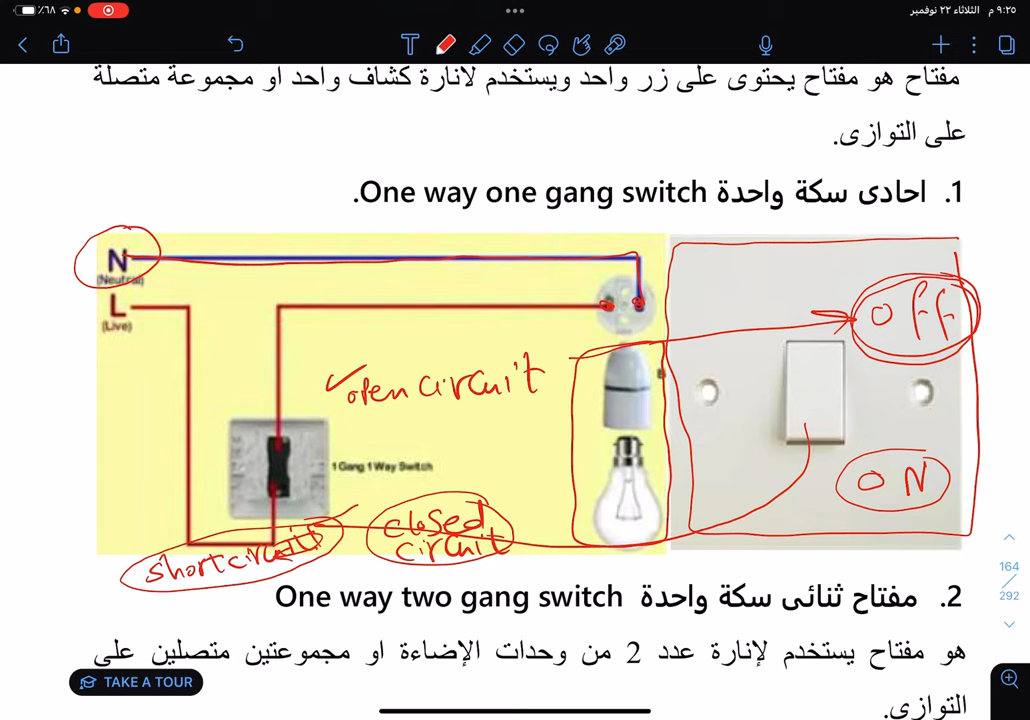 ٩:٢٥ م الثلاثاء ٢٢ نوفمبر
٦٨٪
مفتاح هو مفتاح يحتوى على زر واحد ويستخدم لانارة كشاف واحد او مجموعة متصلة
على التوازى.
1. احادى سكة واحدة One way one gang switch.
N
(Neutral)
L
(Live)
off
open circuit
B
1 Gang 1 Way Switch
ON
closed
circuit
short circuit
2. مفتاح ثنائى سكة واحدة One way two gang switch
هو مفتاح يستخدم لإنارة عدد 2 من وحدات الإضاءة او مجموعتين متصلين على
التوازى.
164
292
TAKE A TOUR